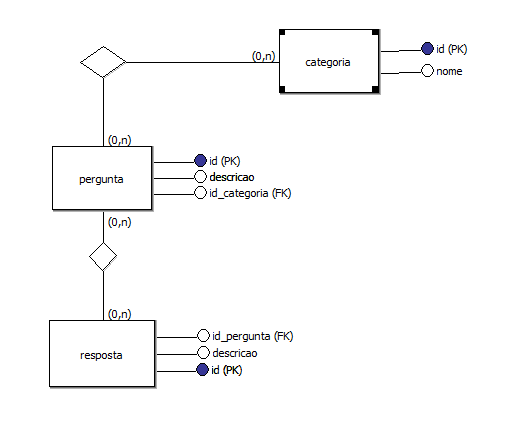 (0,n)
categoria
id (PK)
nome
(0,n)
pergunta
id (PK)
descricao
id_categoria (FK)
(0,n)
(0,n)
resposta
id_pergunta (FK)
descricao
id (PK)